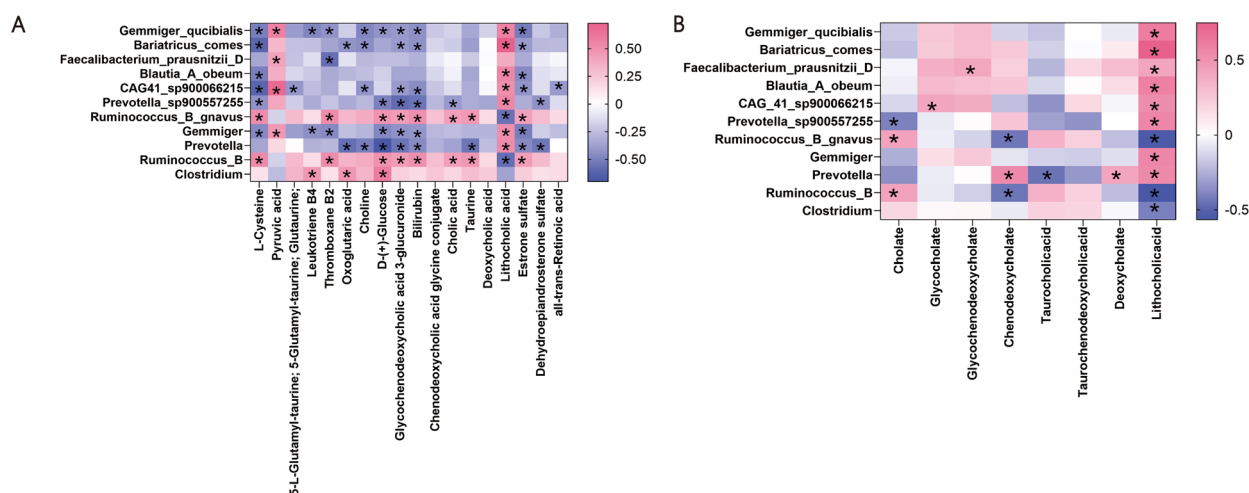 A
Gemmiger_qucibialis
Bariatricus_comes
Faecalibacterium_prausnitzii_D
Blautia_A_obeum
CAG41_sp900066215
Prevotella_sp900557255
Ruminococcus_B_gnavus
Gemmiger
Prevotella
Ruminococcus_B
Clostridium
0.50
0.25
0
-0.25
-0.50
L-Cysteine
Pyruvic acid
5-L-Glutamyl-taurine; 5-Glutamyl-taurine; Glutaurine;
Leukotriene B4
Thromboxane B2
Oxoglutaric acid
Choline
D-(+)-Glucose
Glycochenodeoxycholic acid 3-glucuronide
Bilirubin
Chenodeoxycholic acid glycine conjugate
Cholic acid
Taurine
Deoxycholic acid
Lithocholic acid
Estrone sulfate
Dehydroepiandrosterone sulfate
all-trans-Retinoic acid
B
Gemmiger_qucibialis
Bariatricus_comes
Faecalibacterium_prausnitzii_D
Blautia_A_obeum
CAG_41_sp900066215
Prevotella_sp900557255
Ruminococcus_B_gnavus
Gemmiger
Prevotella
Ruminococcus_B
Clostridium
0.5
0
-0.5
Cholate
Glycocholate
Glycochenodeoxycholate
Chenodeoxycholate
Taurocholicacid
Taurochenodeoxycholicacid
Deoxycholate
Lithocholicacid